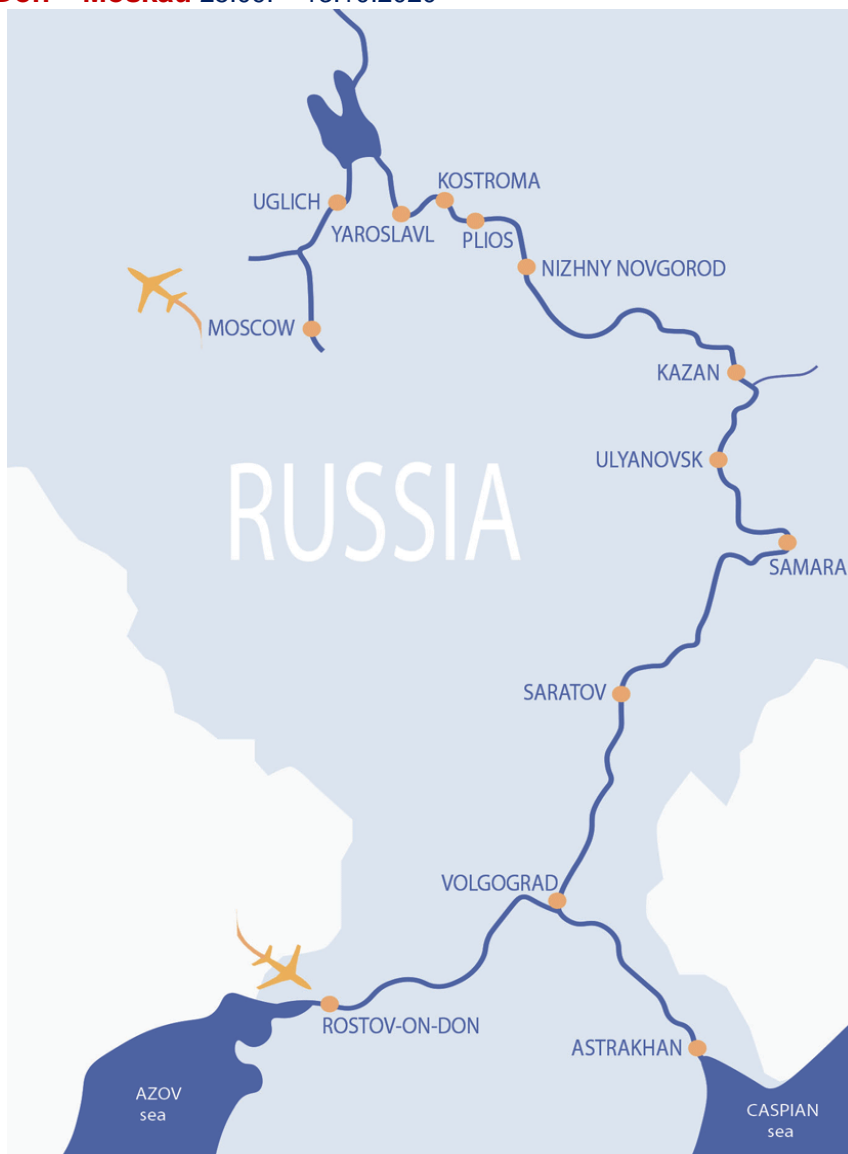 Moskau
KOSTROMA
UGLICH
YAROSLAVL
PLIOS
NIZHNY NOVGOROD
MOSCOW
KAZAN
ULYANOVSK
RUSSIA
SAMARA
SARATOV
VOLGOGRAD
ROSTOV-ON-DON
ASTRAKHAN
AZOV
sea
CASPIAN
sea